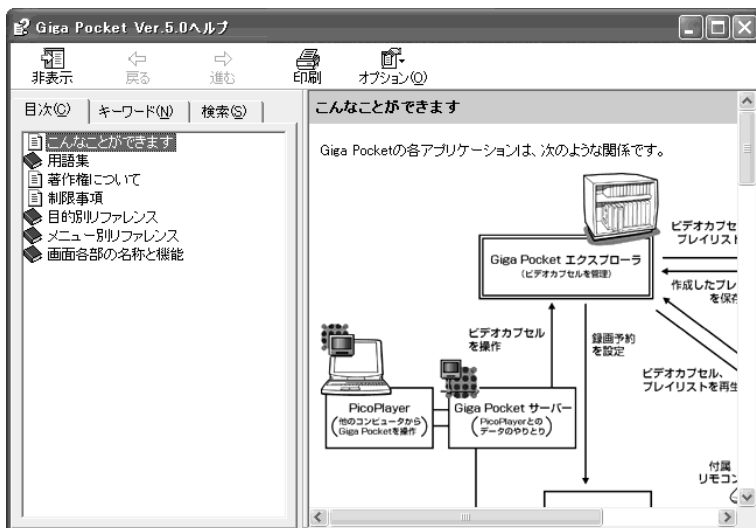 Giga Pocket Ver.5.0ヘルプ
非表示
戻る
進む
印刷
オプション(O)
目次(C)
キーワード(N)
検索(S)
こんなことができます
用語集
著作権について
制限事項
目的別リファレンス
メニュー別リファレンス
画面各部の名称と機能
こんなことができます
Giga Pocketの各アプリケーションは、次のような関係です。
Giga Pocket エクスプローラ
(ビデオカプセルを管理)
ビデオカプセ
プレイリスト
作成したプレ
を保存
ビデオカプセル
を操作
録画予約
を設定
ビデオカプセル、
プレイリストを再生
PicoPlayer
(他のコンピュータから
Giga Pocketを操作)
Giga Pocket サーバー
(PicoPlayerとの
データのやりとり)
付属
リモコン